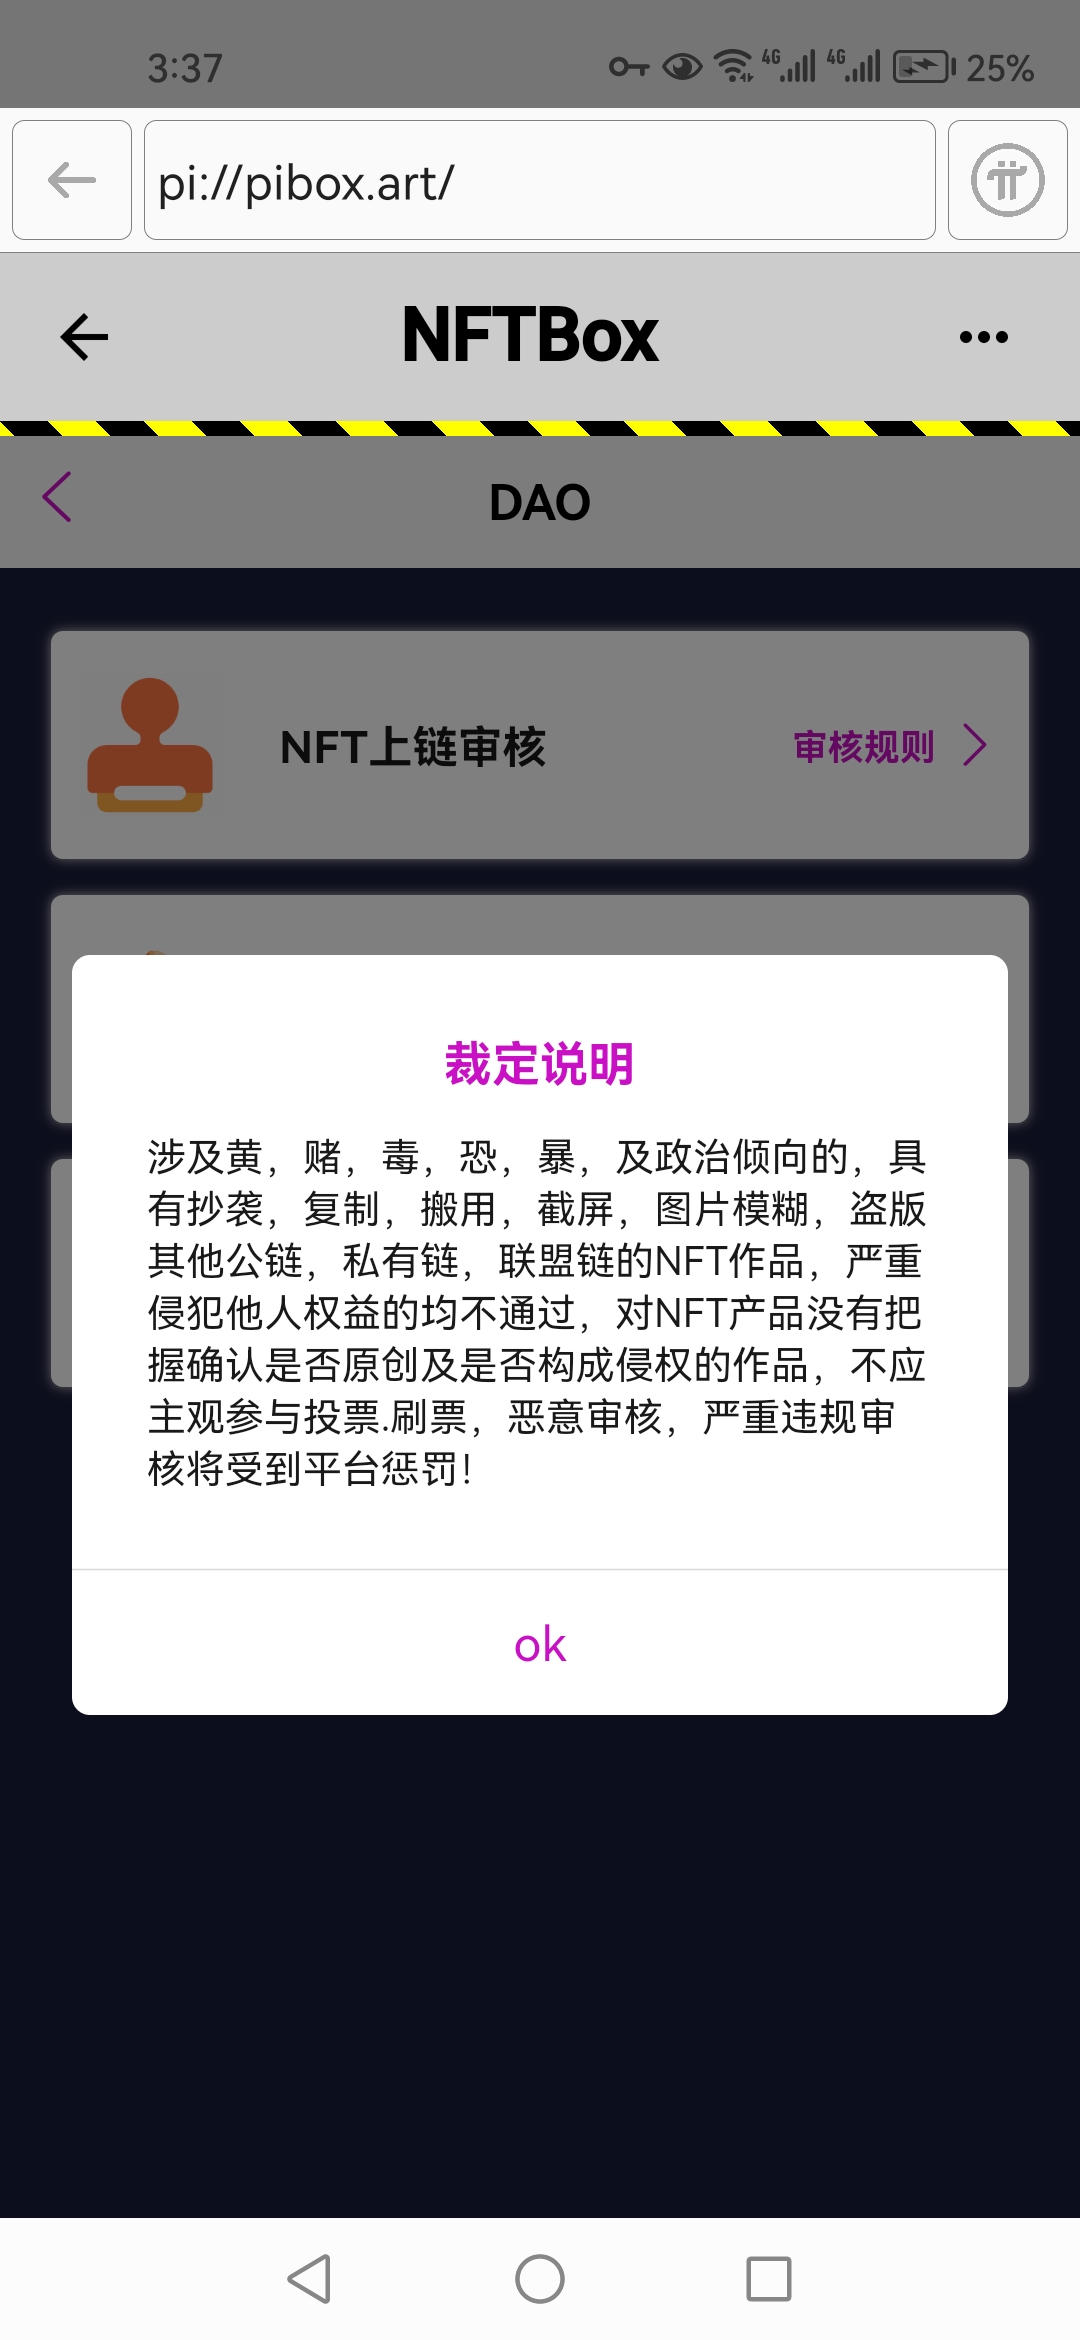 3:37
4G
4G
25%
pi://pibox.art/
NFTBox
DAO
NFT上链审核
审核规则
裁定说明
涉及黄，赌，毒，恐，暴，及政治倾向的，具
有抄袭，复制，搬用，截屏，图片模糊，盗版
其他公链，私有链，联盟链的NFT作品，严重
侵犯他人权益的均不通过，对NFT产品没有把
握确认是否原创及是否构成侵权的作品，不应
主观参与投票.刷票，恶意审核，严重违规审
核将受到平台惩罚！
ok